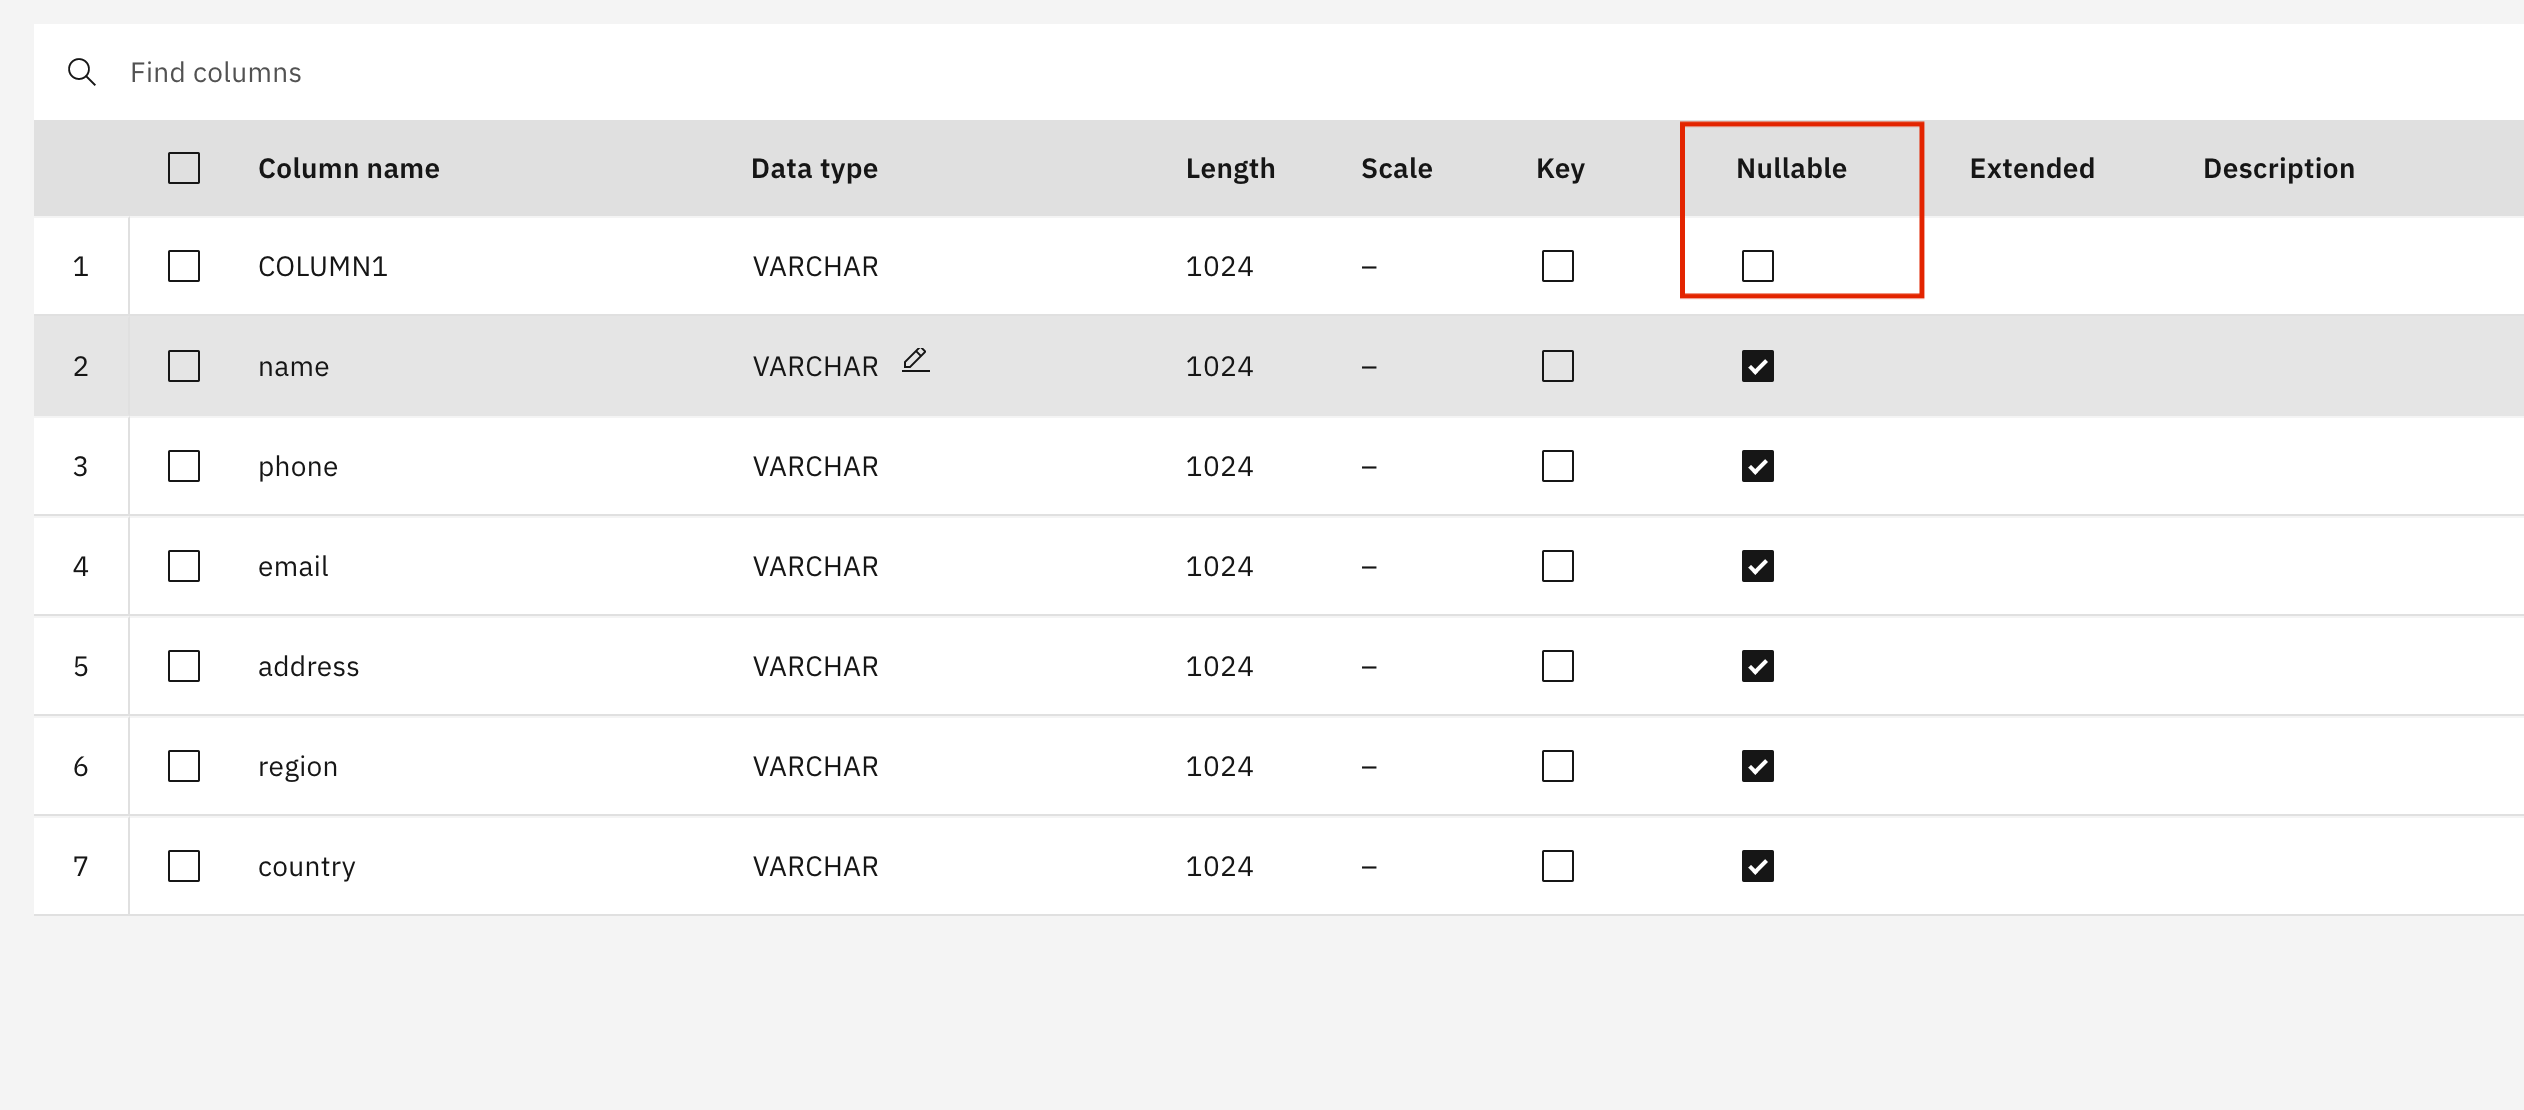 Find columns
Column name Data type Length Scale Key Nullable Extended Description
1 COLUMN1 VARCHAR 1024 –
2 name VARCHAR 1024 –
3 phone VARCHAR 1024 –
4 email VARCHAR 1024 –
5 address VARCHAR 1024 –
6 region VARCHAR 1024 –
7 country VARCHAR 1024 –